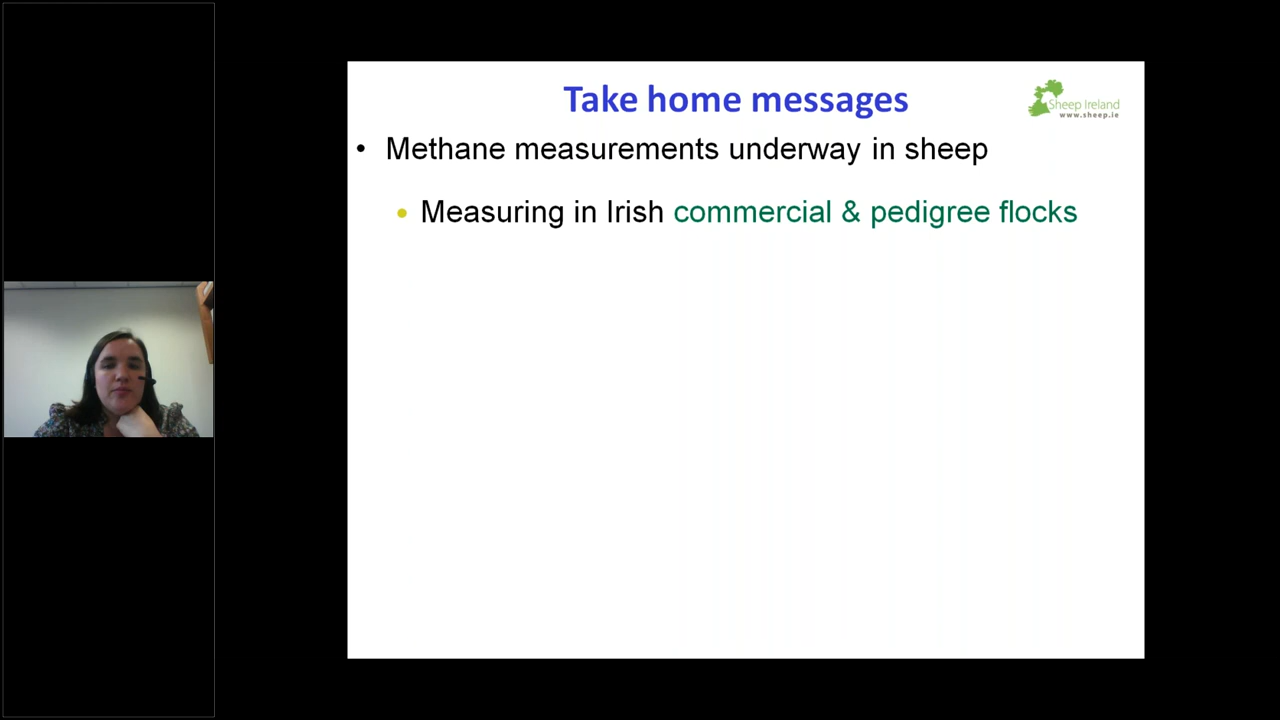 Take home messages
Sheep Ireland
www.sheep.ie
• Methane measurements underway in sheep
• Measuring in Irish commercial & pedigree flocks